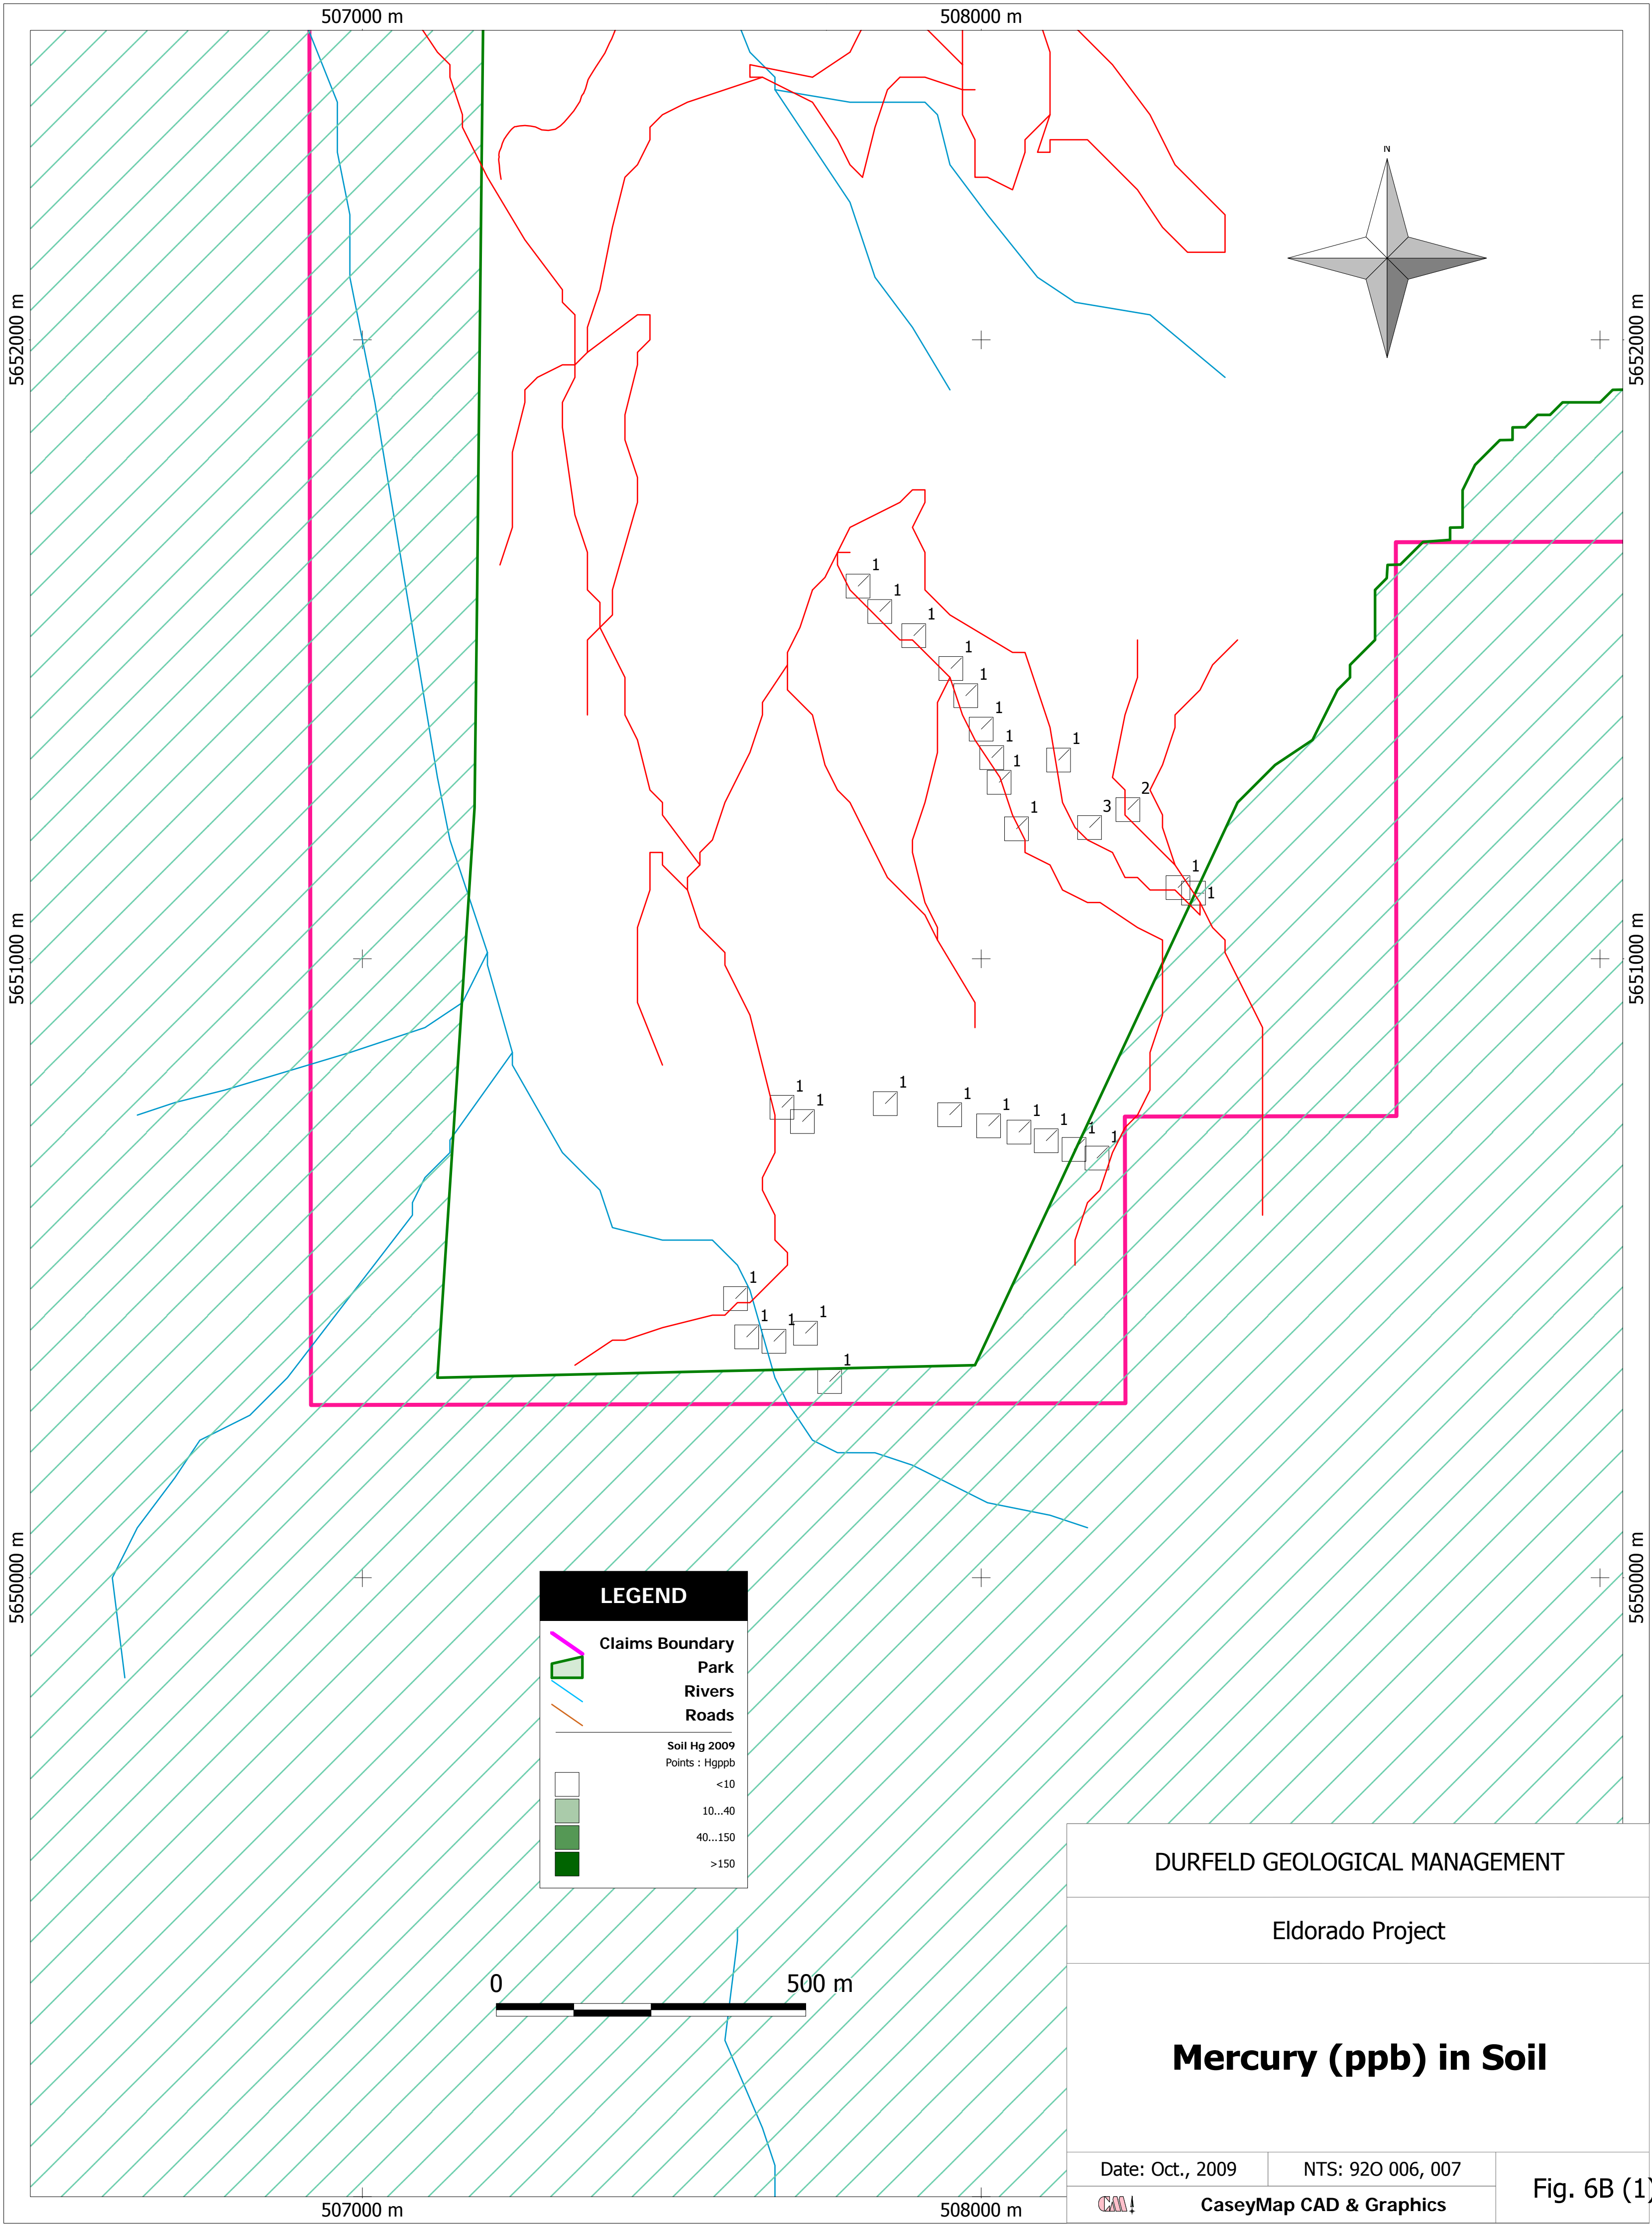 507000 m 508000 m
N
5652000 m 5652000 m
1
1
1
1
1
1
1
1
1
2
3
1
1
1
5651000 m 5651000 m
1
1
1
1
1
1
1
1
1
1
1
1
1
1
5650000 m 5650000 m
LEGEND
Claims Boundary
Park
Rivers
Roads
Soil Hg 2009
Points : Hgppb
<10
10...40
40...150
>150
0 500 m
DURFELD GEOLOGICAL MANAGEMENT
Eldorado Project
Mercury (ppb) in Soil
Date: Oct., 2009 NTS: 92O 006, 007
CaseyMap CAD & Graphics
Fig. 6B (1)
507000 m 508000 m